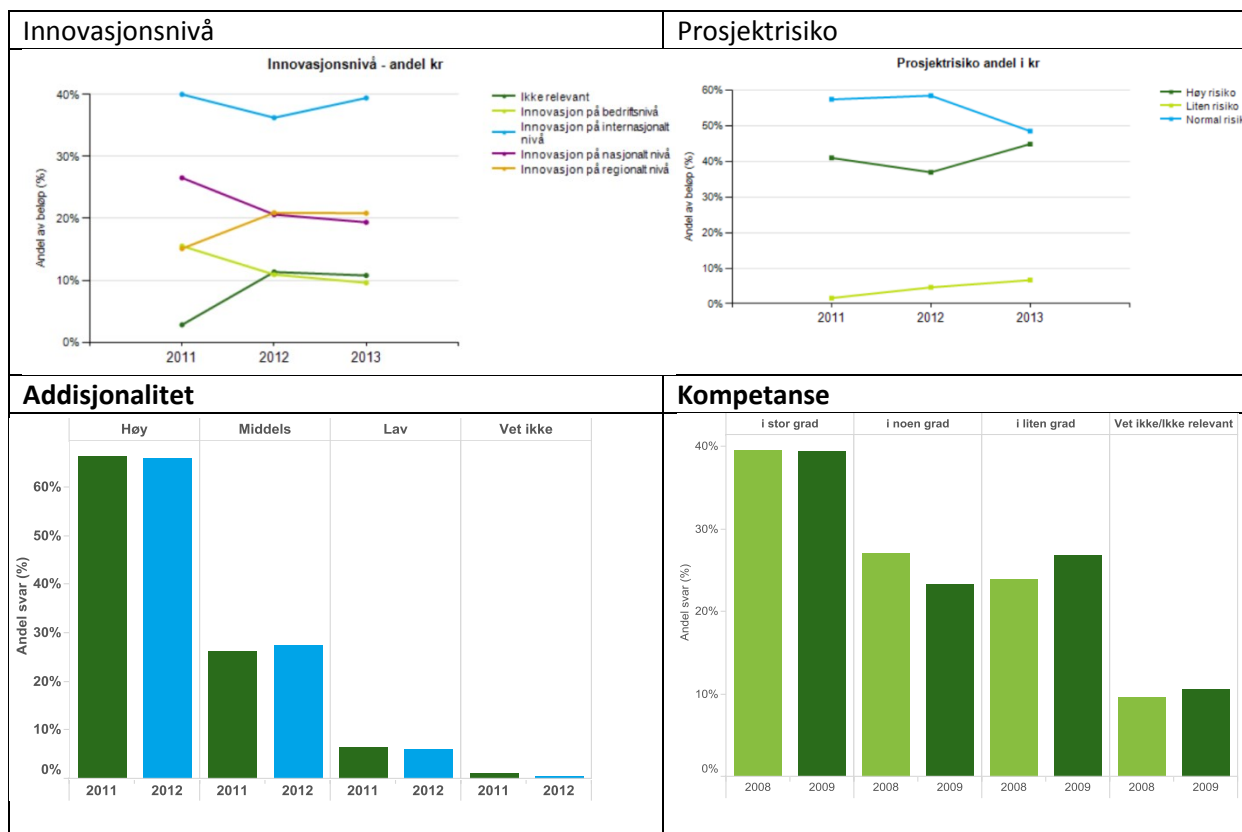 Innovasjonsnivå
Prosjektrisiko
Innovasjonsnivå - andel kr
Andel av beløp (%)
40%
30%
20%
10%
0%
2011 2012 2013
Ikke relevant
Innovasjon på bedriftsnivå
Innovasjon på internasjonalt
nivå
Innovasjon på nasjonalt nivå
Innovasjon på regionalt nivå
Prosjektrisiko andel i kr
Andel av beløp (%)
60%
50%
40%
30%
20%
10%
0%
2011 2012 2013
Høy risiko
Liten risiko
Normal risik
Addisjonalitet
Kompetanse
Høy Middels Lav Vet ikke
Andel svar (%)
60%
50%
40%
30%
20%
10%
0%
2011 2012 2011 2012 2011 2012 2011 2012
i stor grad i noen grad i liten grad Vet ikke/Ikke relevant
Andel svar (%)
40%
30%
20%
10%
0%
2008 2009 2008 2009 2008 2009 2008 2009